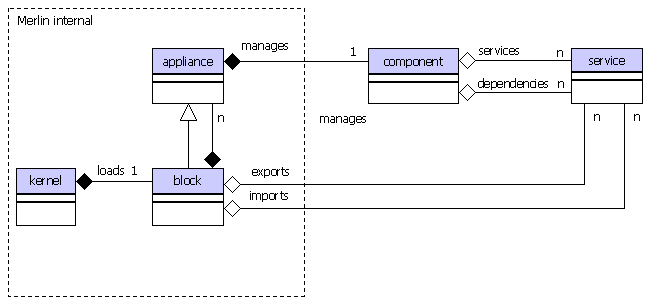 Merlin internal
manages
appliance
1
component
services
n
service
dependencies
n
n
manages
n
n
kernel
loads
1
block
exports
imports